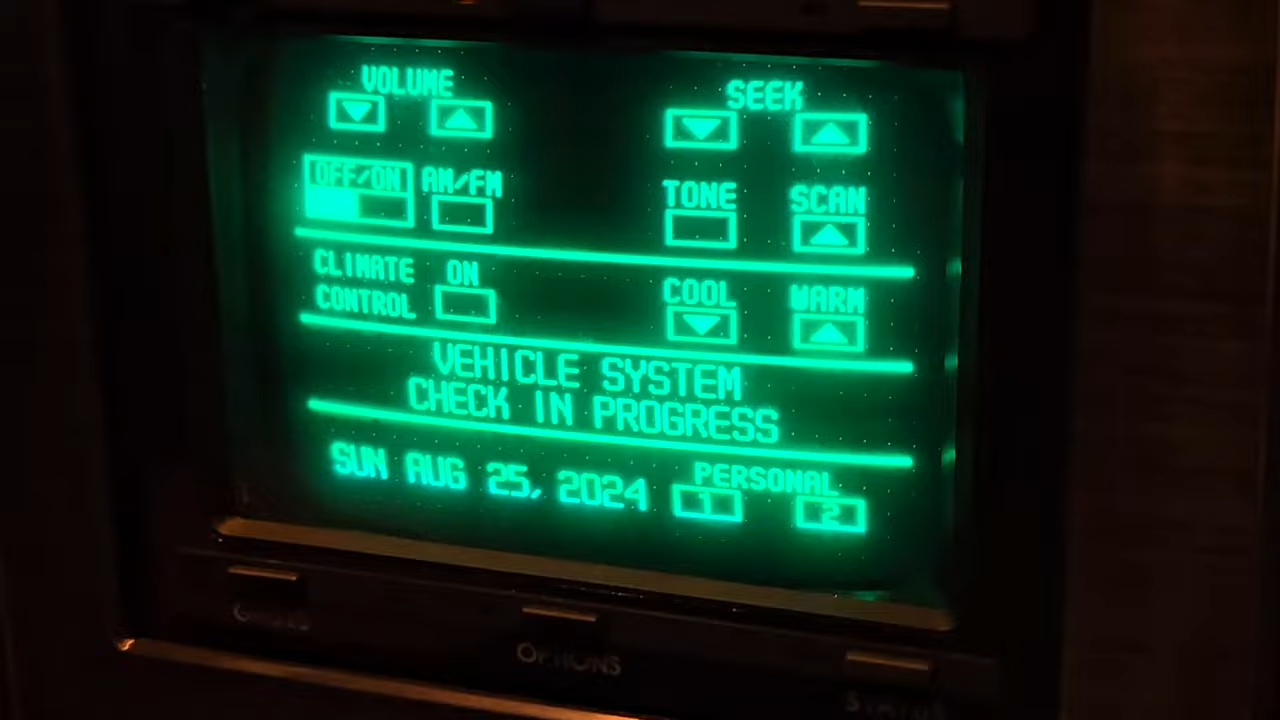 VOLUME
SEEK
OFF/ON AM/FM
TONE SCAN
CLIMATE ON
CONTROL
COOL WARM
VEHICLE SYSTEM
CHECK IN PROGRESS
SUN AUG 25, 2024
PERSONAL
1 2
OPTIONS
STATUS